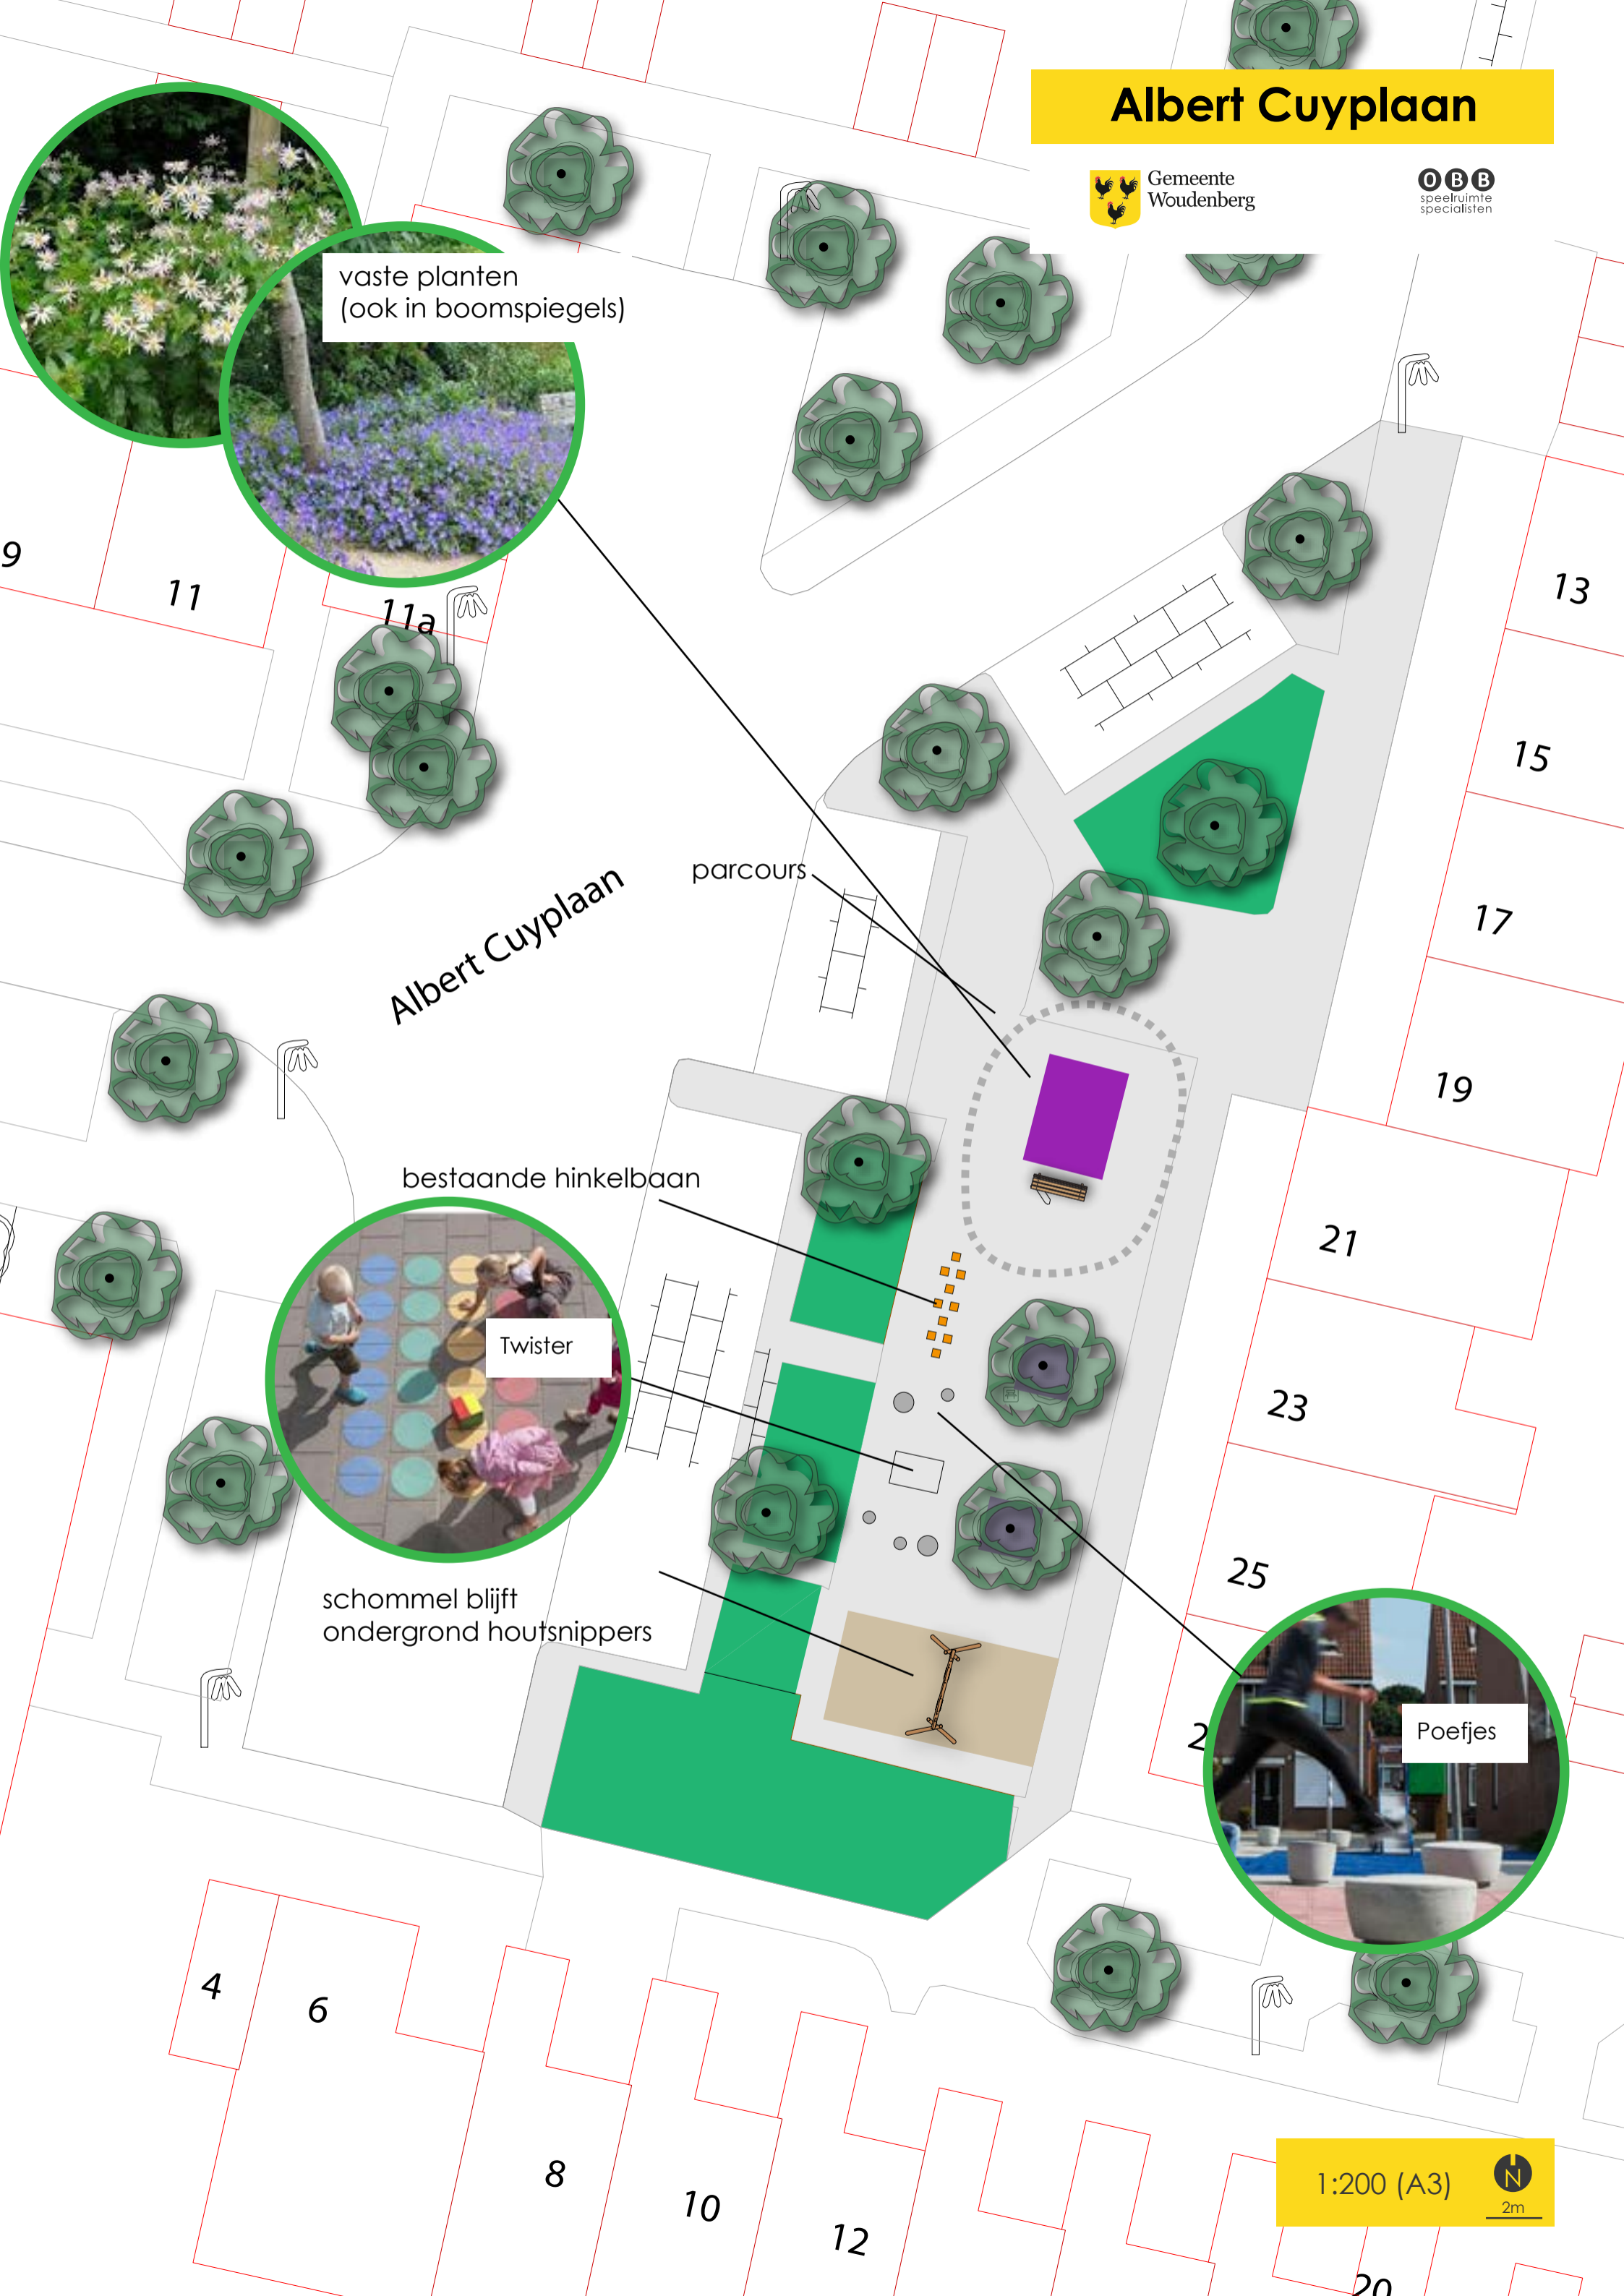 Albert Cuyplaan
Gemeente
Woudenberg
OBB
speelruimte
specialisten
vaste planten
(ook in boomspiegels)
9
11
11a
13
15
parcours
17
Albert Cuyplaan
19
bestaande hinkelbaan
21
Twister
23
25
schommel blijft
ondergrond houtsnippers
2
Poefjes
4
6
8
10
12
1:200 (A3)
N
2m
20